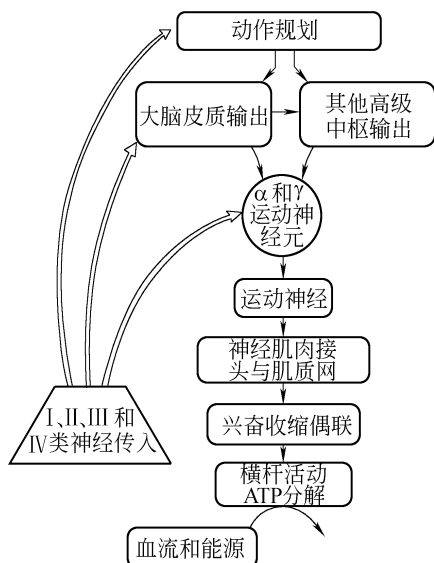 动作规划
大脑皮质输出
其他高级
中枢输出
α和γ
运动神
经元
运动神经
神经肌肉接
头与肌质网
Ⅰ、Ⅱ、Ⅲ和
Ⅳ类神经传入
兴奋收缩偶联
横杆活动
ATP分解
血流和能源